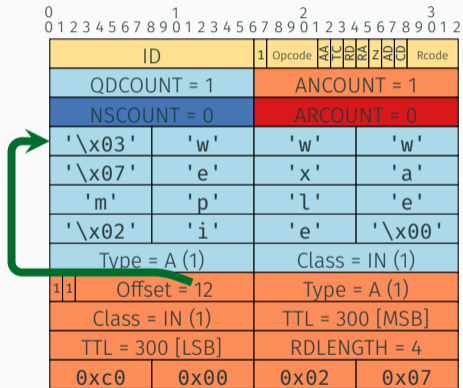 0 1 2 3
0 1 2 3 4 5 6 7 8 9 0 1 2 3 4 5 6 7 8 9 0 1 2 3 4 5 6 7 8 9 0 1 2
ID 1 Opcode AA TC RD RA Z AD CD Rcode
QDCOUNT = 1 ANCOUNT = 1
NSCOUNT = 0 ARCOUNT = 0
'\x03' 'w' 'w' 'w'
'\x07' 'e' 'x' 'a'
'm' 'p' 'l' 'e'
'\x02' 'i' 'e' '\x00'
Type = A (1) Class = IN (1)
1 1 Offset = 12 Type = A (1)
Class = IN (1) TTL = 300 [MSB]
TTL = 300 [LSB] RDLENGTH = 4
0xc0 0x00 0x02 0x07